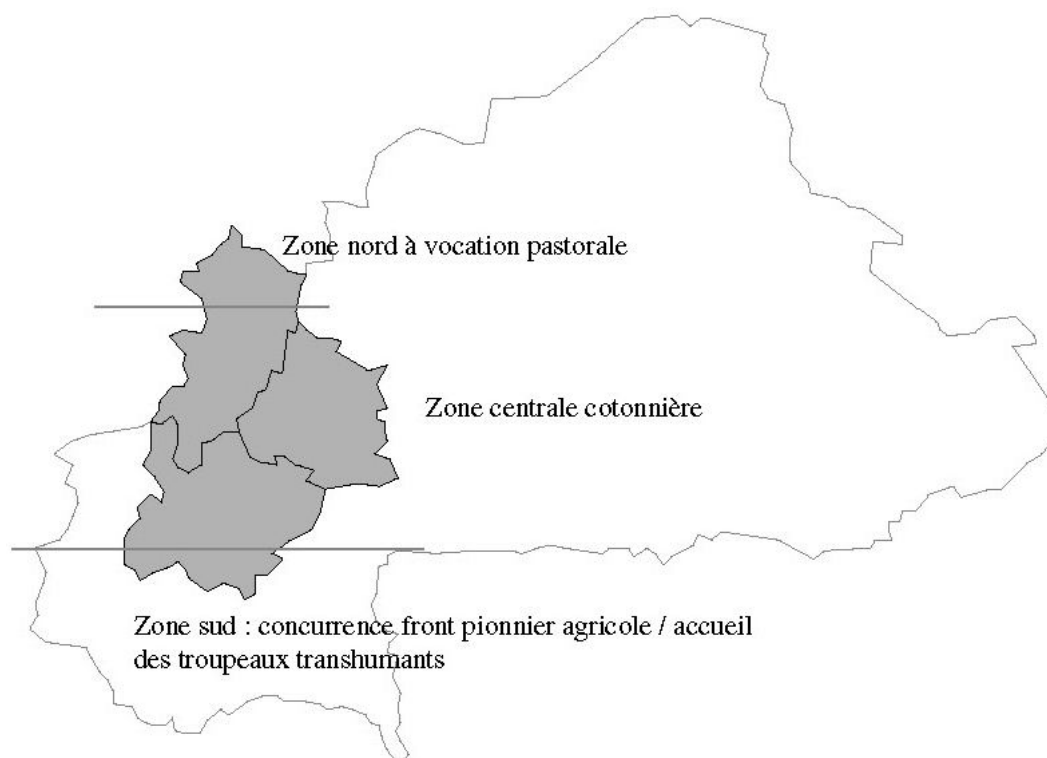 Zone nord à vocation pastorale
Zone centrale cotonnière
Zone sud : concurrence front pionnier agricole / accueil
des troupeaux transhumants